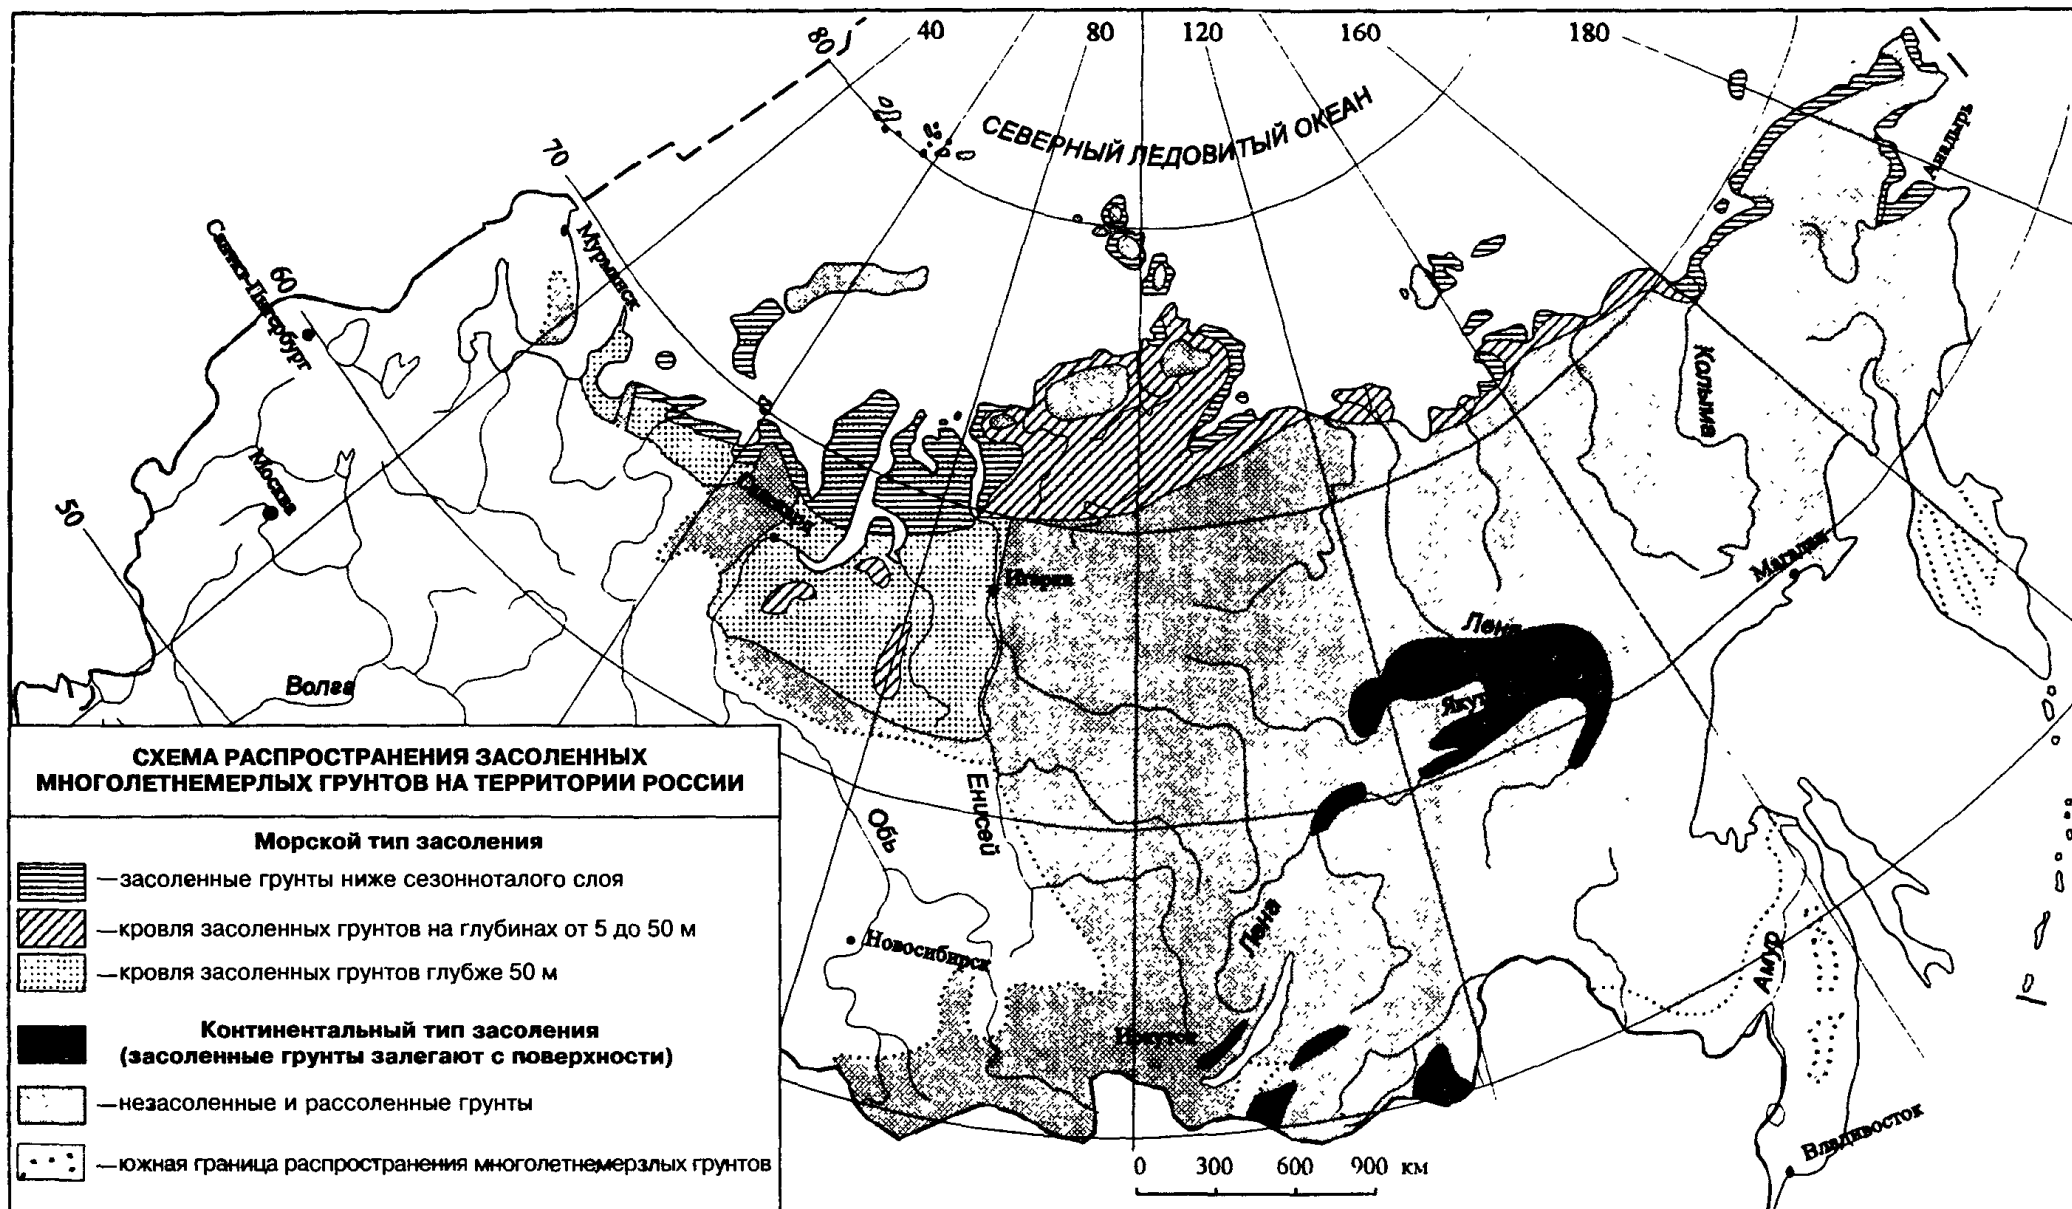 40
80
120
160
180
80
СЕВЕРНЫЙ ЛЕДОВИТЫЙ ОКЕАН
Анадырь
70
Мурманск
Санкт-Петербург
60
Колыма
Москва
50
Игарка
Магадан
Лена
Волга
Енисей
Обь
Лена
Новосибирск
Амур
Иркутск
Владивосток
СХЕМА РАСПРОСТРАНЕНИЯ ЗАСОЛЕННЫХ
МНОГОЛЕТНЕМЕРЛЫХ ГРУНТОВ НА ТЕРРИТОРИИ РОССИИ
Морской тип засоления
—засоленные грунты ниже сезонноталого слоя
—кровля засоленных грунтов на глубинах от 5 до 50 м
—кровля засоленных грунтов глубже 50 м
Континентальный тип засоления
(засоленные грунты залегают с поверхности)
—незасоленные и рассоленные грунты
—южная граница распространения многолетнемерзлых грунтов
0 300 600 900 км